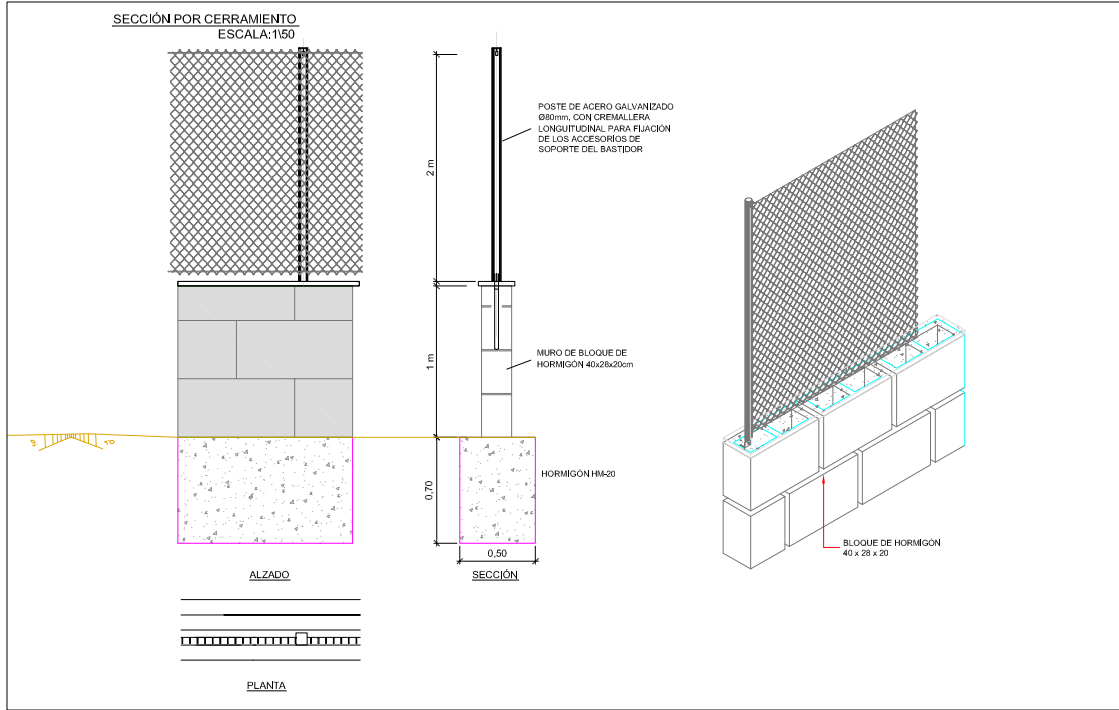 SECCIÓN POR CERRAMIENTO
ESCALA:1\50
POSTE DE ACERO GALVANIZADO
Ø80mm, CON CREMALLERA
LONGUITUDINAL PARA FIJACIÓN
DE LOS ACCESORIOS DE
SOPORTE DEL BASTIDOR
2 m
1 m
MURO DE BLOQUE DE
HORMIGÓN 40x28x20cm
0,70
HORMIGÓN HM-20
0,50
ALZADO
SECCIÓN
BLOQUE DE HORMIGÓN
40 x 28 x 20
PLANTA